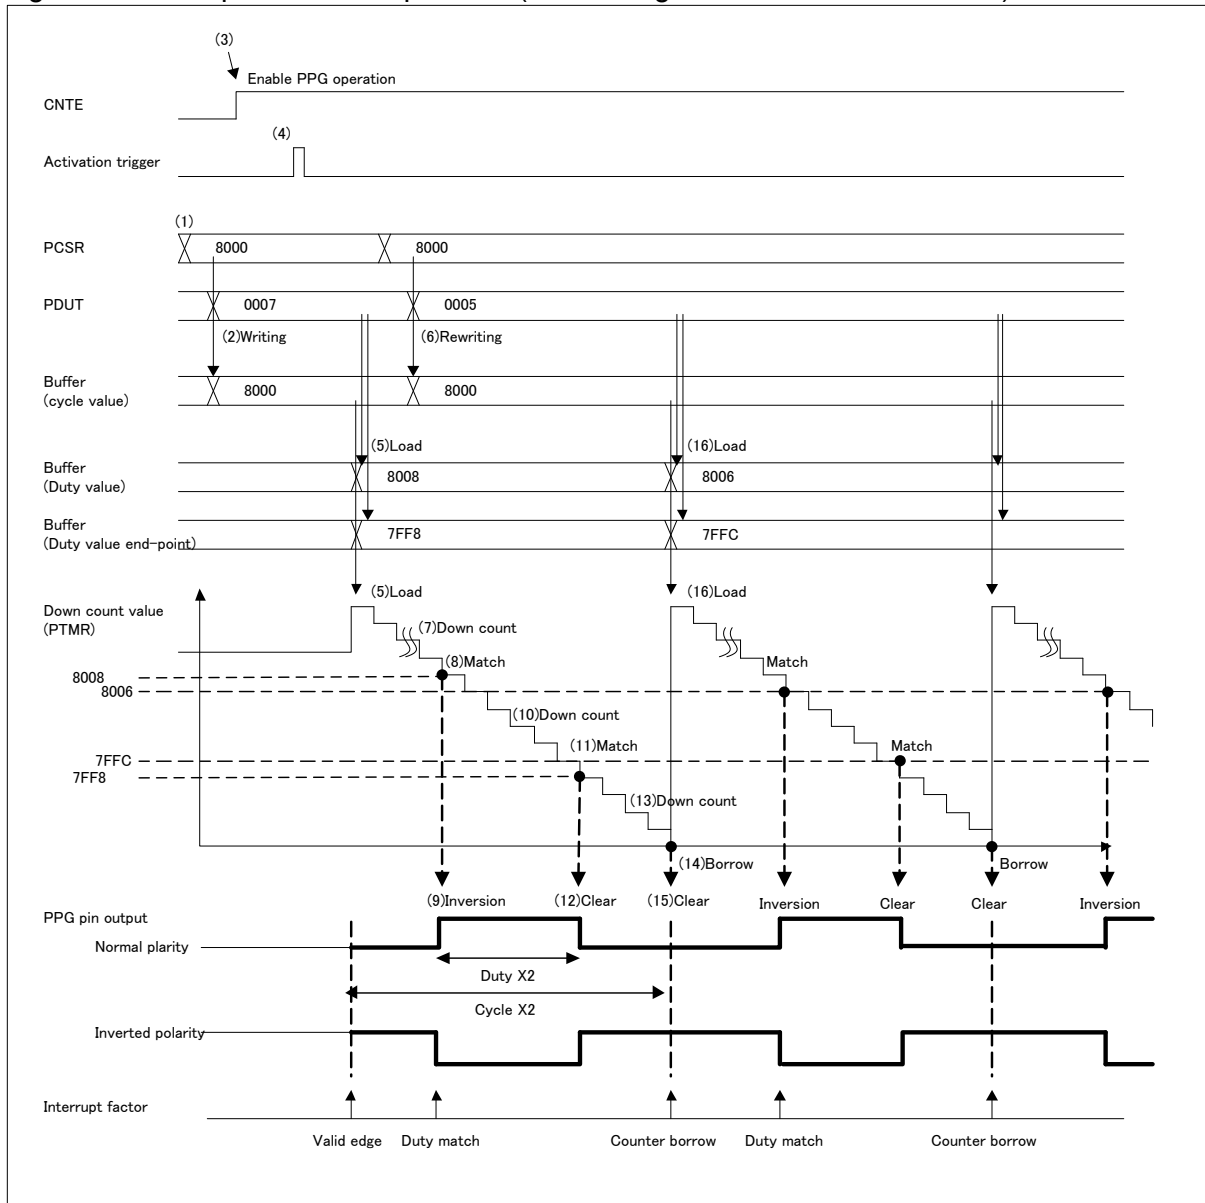 (3)
Enable PPG operation
CNTE
(4)
Activation trigger
(1)
PCSR
8000
8000
PDUT
0007
0005
(2)Writing
(6)Rewriting
Buffer
(cycle value)
8000
8000
(5)Load
(16)Load
Buffer
(Duty value)
8008
8006
Buffer
(Duty value end-point)
7FF8
7FFC
(5)Load
(16)Load
Down count value
(PTMR)
(7)Down count
(8)Match
Match
8008
8006
(10)Down count
(11)Match
Match
7FFC
7FF8
(13)Down count
(14)Borrow
Borrow
(9)Inversion
(12)Clear
(15)Clear
Inversion
Clear
Clear
Inversion
PPG pin output
Normal plarity
Duty X2
Cycle X2
Inverted polarity
Interrupt factor
Valid edge
Duty match
Counter borrow
Duty match
Counter borrow